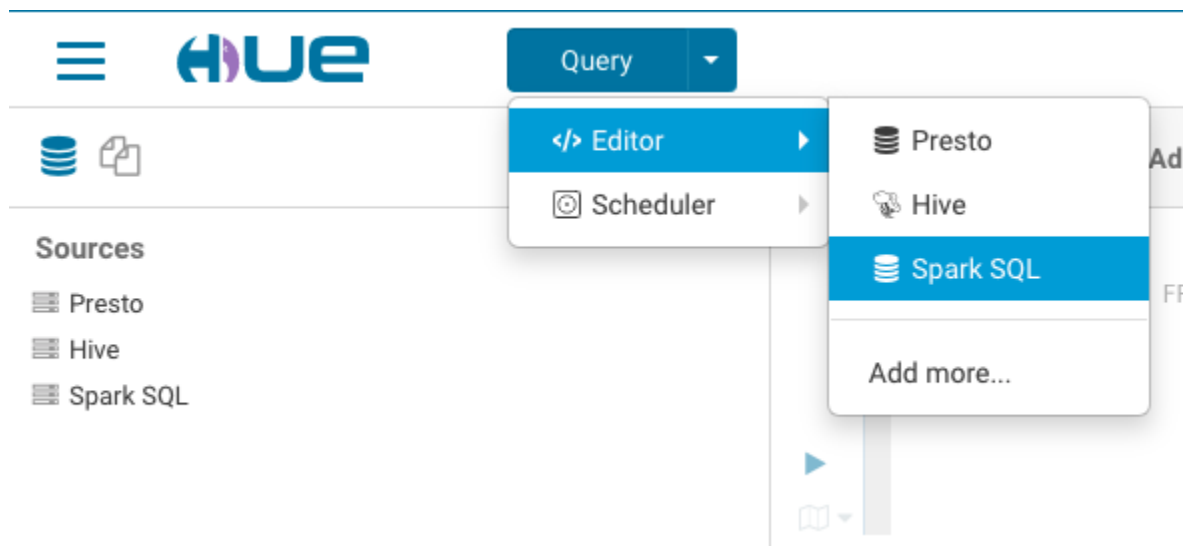 HUE
Query
</> Editor
Scheduler
Presto
Hive
Spark SQL
Add more...
Sources
Presto
Hive
Spark SQL